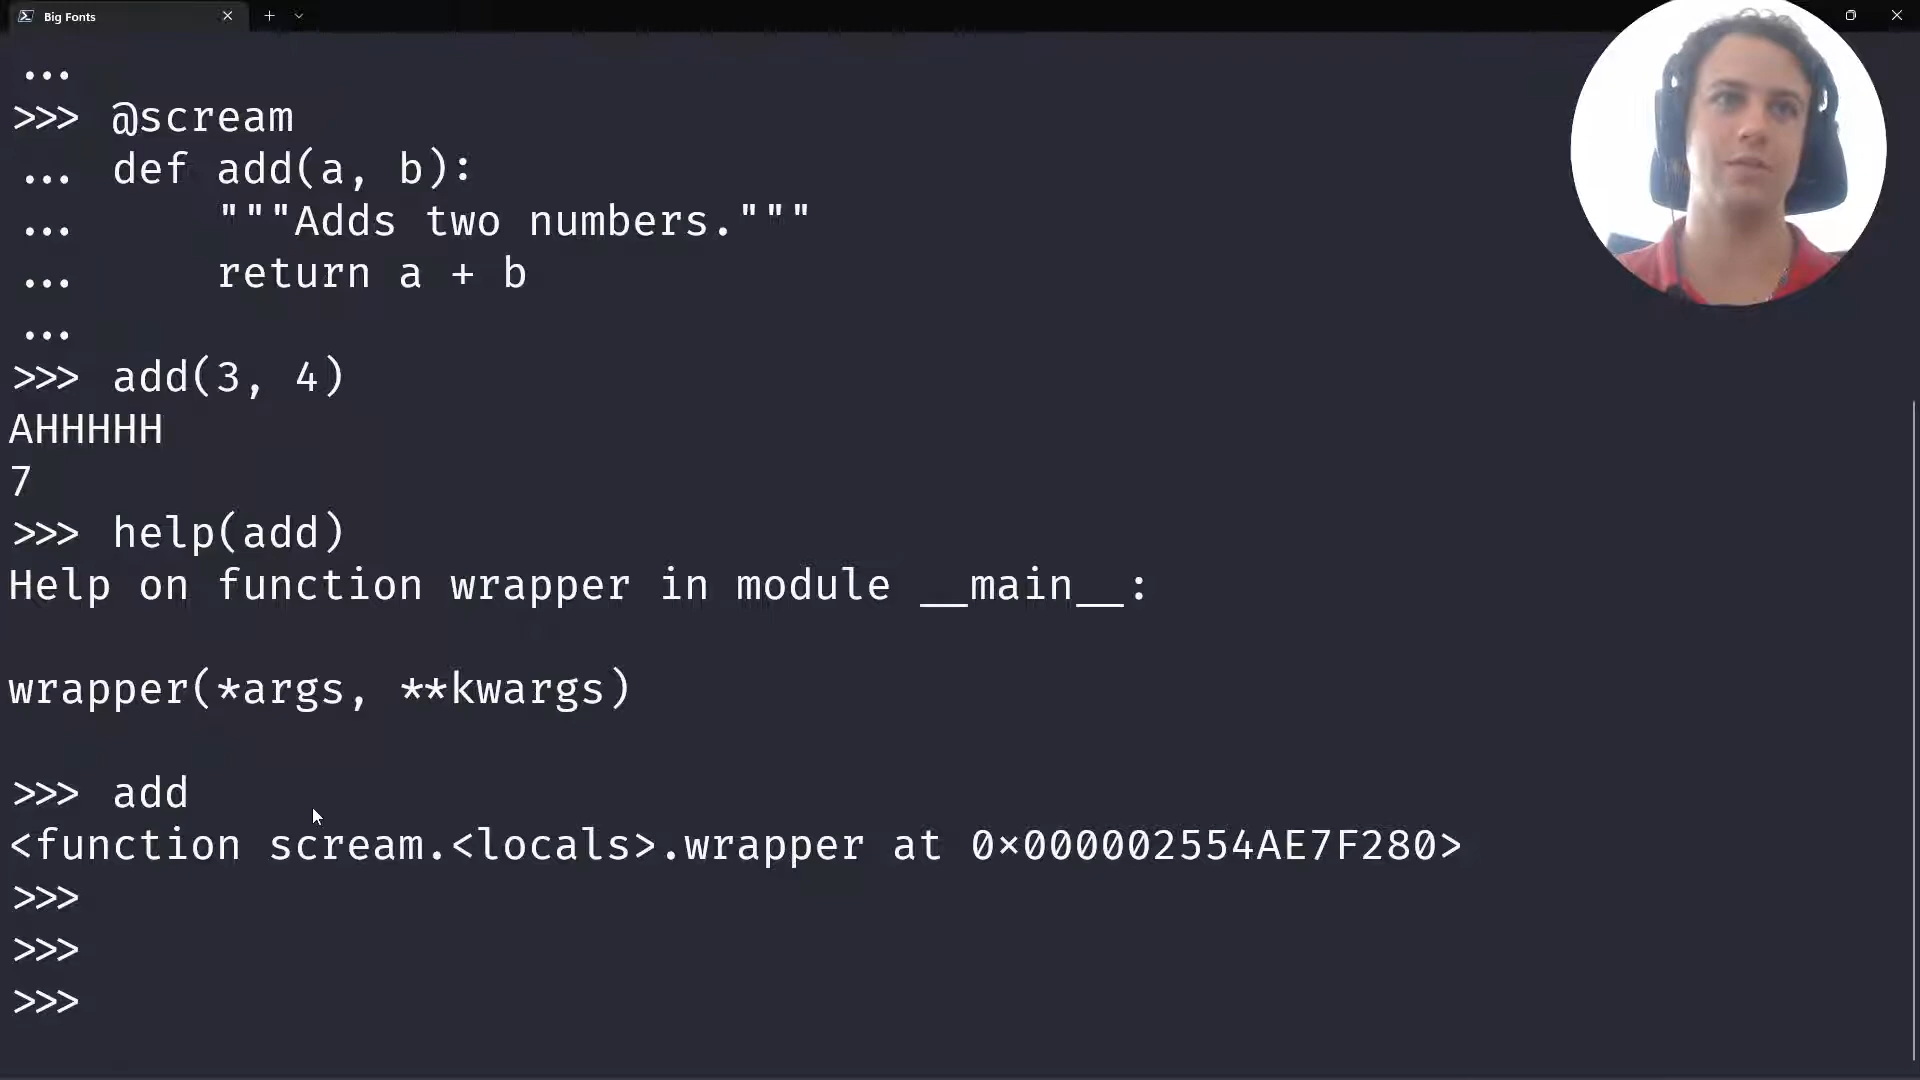 Big Fonts
...
>>> @scream
... def add(a, b):
...     """Adds two numbers."""
...     return a + b
...
>>> add(3, 4)
AHHHHH
7
>>> help(add)
Help on function wrapper in module __main__:
wrapper(*args, **kwargs)
>>> add
<function scream.<locals>.wrapper at 0x000002554AE7F280>
>>>
>>>
>>>